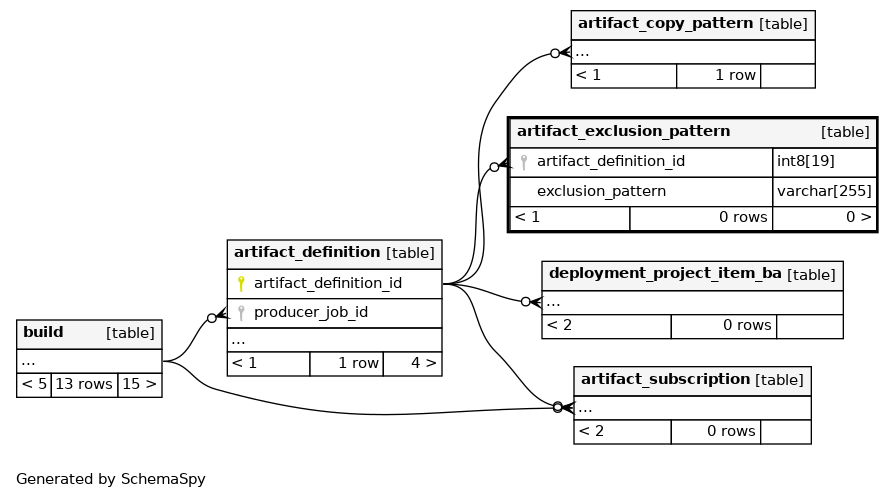 artifact_copy_pattern [table]
...
< 1 1 row
artifact_exclusion_pattern [table]
artifact_definition_id int8[19]
exclusion_pattern varchar[255]
< 1 0 rows 0 >
artifact_definition [table]
artifact_definition_id
producer_job_id
...
< 1 1 row 4 >
deployment_project_item_ba [table]
...
< 2 0 rows
build [table]
...
< 5 13 rows 15 >
artifact_subscription [table]
...
< 2 0 rows
Generated by SchemaSpy